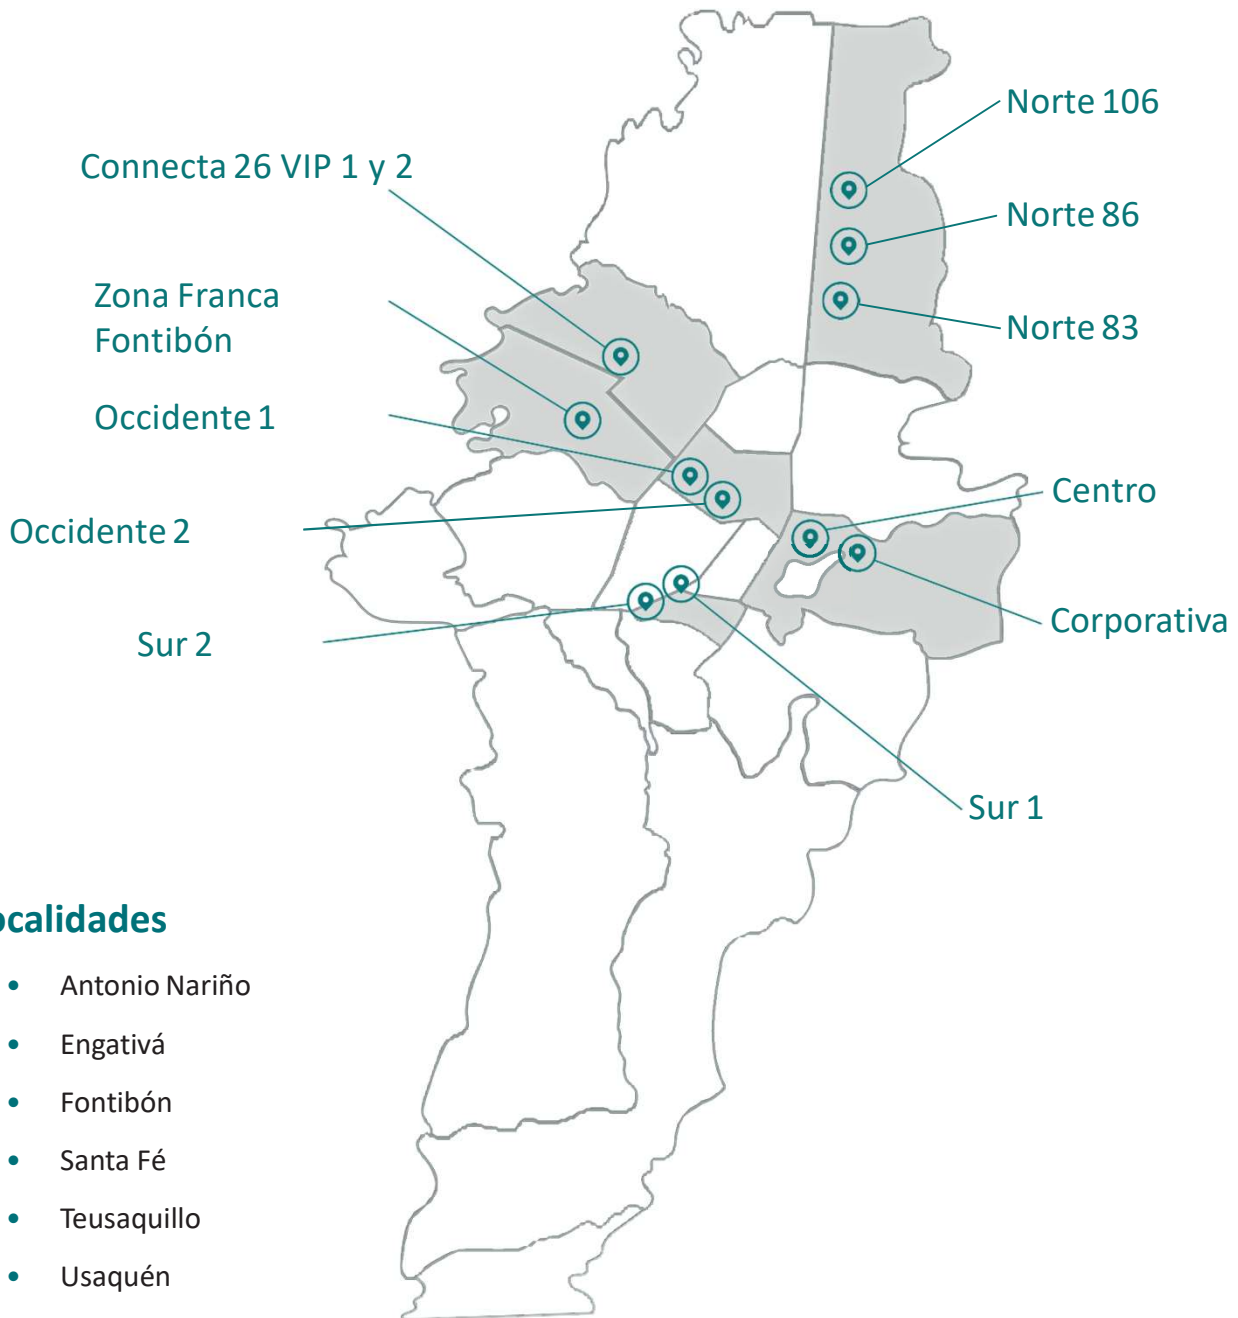 Norte 106
Connecta 26 VIP 1 y 2
Norte 86
Zona Franca
Fontibón
Norte 83
Occidente 1
Centro
Occidente 2
Corporativa
Sur 2
Sur 1
ocalidades
• Antonio Nariño
• Engativá
• Fontibón
• Santa Fé
• Teusaquillo
• Usaquén